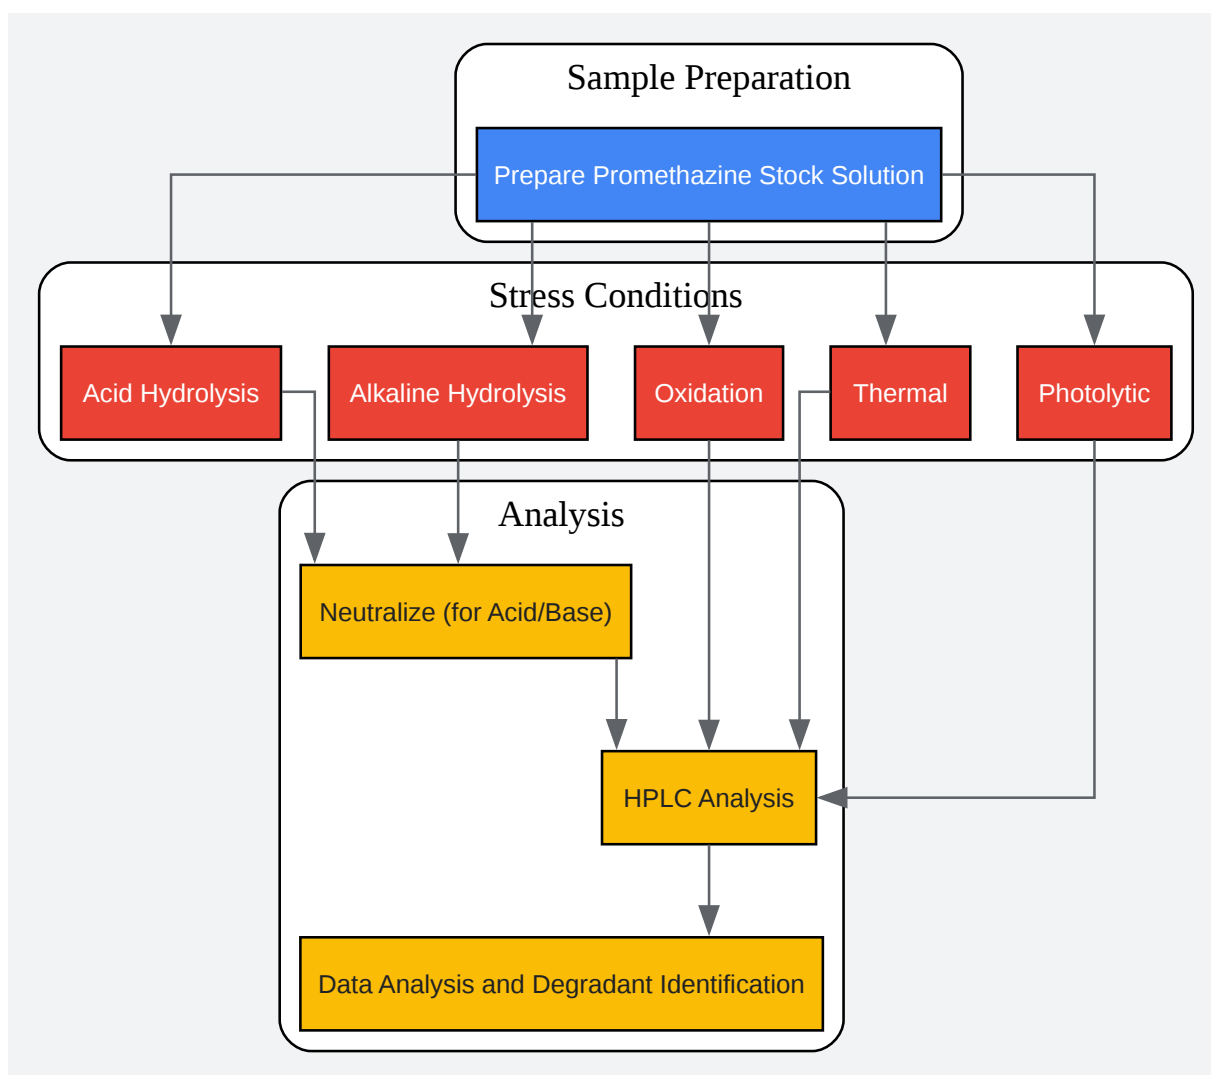 Sample Preparation
Prepare Promethazine Stock Solution
Stress Conditions
Acid Hydrolysis
Alkaline Hydrolysis
Oxidation
Thermal
Photolytic
Analysis
Neutralize (for Acid/Base)
HPLC Analysis
Data Analysis and Degradant Identification